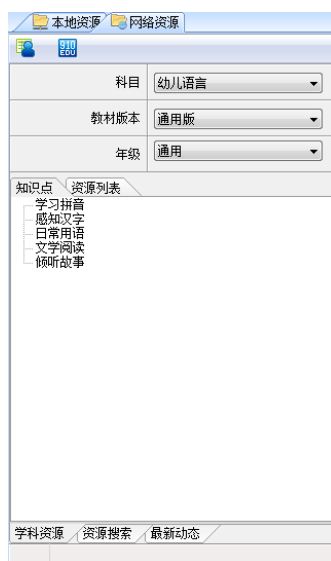 本地资源 网络资源
910
EDU
科目 幼儿语言
教材版本 通用版
年级 通用
知识点 资源列表
学习拼音
感知汉字
日常用语
文学阅读
倾听故事
学科资源 资源搜索 最新动态